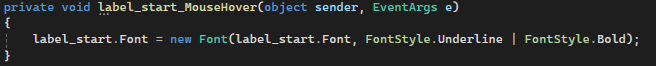 private void label_start_MouseHover(object sender, EventArgs e)
{
    label_start.Font = new Font(label_start.Font, FontStyle.Underline | FontStyle.Bold);
}